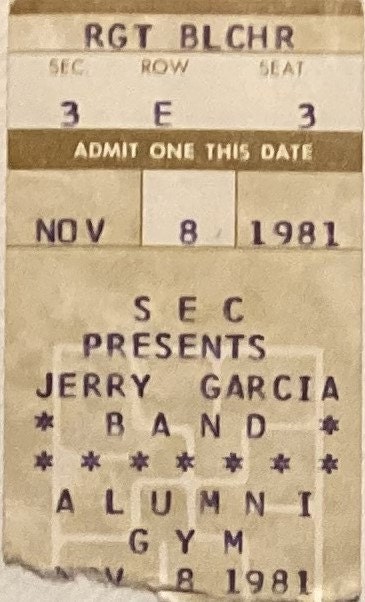 RGT BLCHR
SEC. ROW SEAT
3 E 3
ADMIT ONE THIS DATE
NOV 8 1981
SEC
PRESENTS
JERRY GARCIA
* BAND *
* * * * * * *
ALUMNI
GYM
NOV 8 1981